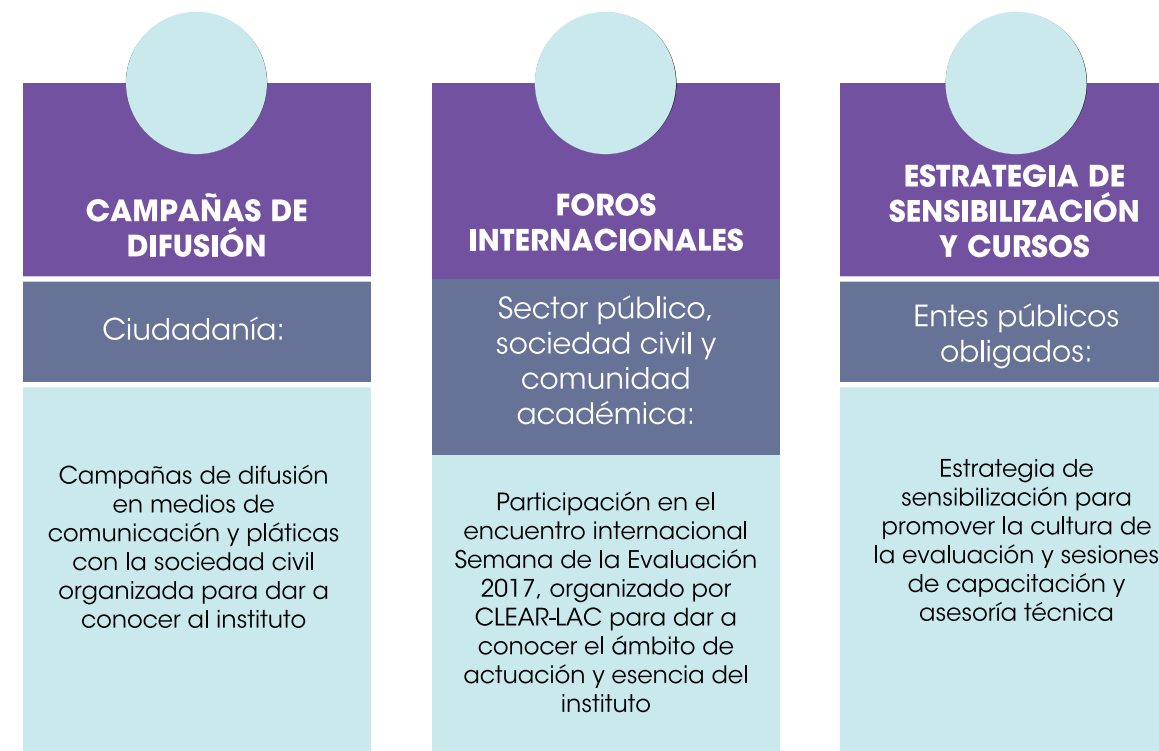 CAMPAÑAS DE
DIFUSIÓN
Ciudadanía:
Campañas de difusión
en medios de
comunicación y pláticas
con la sociedad civil
organizada para dar a
conocer al instituto
FOROS
INTERNACIONALES
Sector público,
sociedad civil y
comunidad
académica:
Participación en el
encuentro internacional
Semana de la Evaluación
2017, organizado por
CLEAR-LAC para dar a
conocer el ámbito de
actuación y esencia del
instituto
ESTRATEGIA DE
SENSIBILIZACIÓN
Y CURSOS
Entes públicos
obligados:
Estrategia de
sensibilización para
promover la cultura de
la evaluación y sesiones
de capacitación y
asesoría técnica